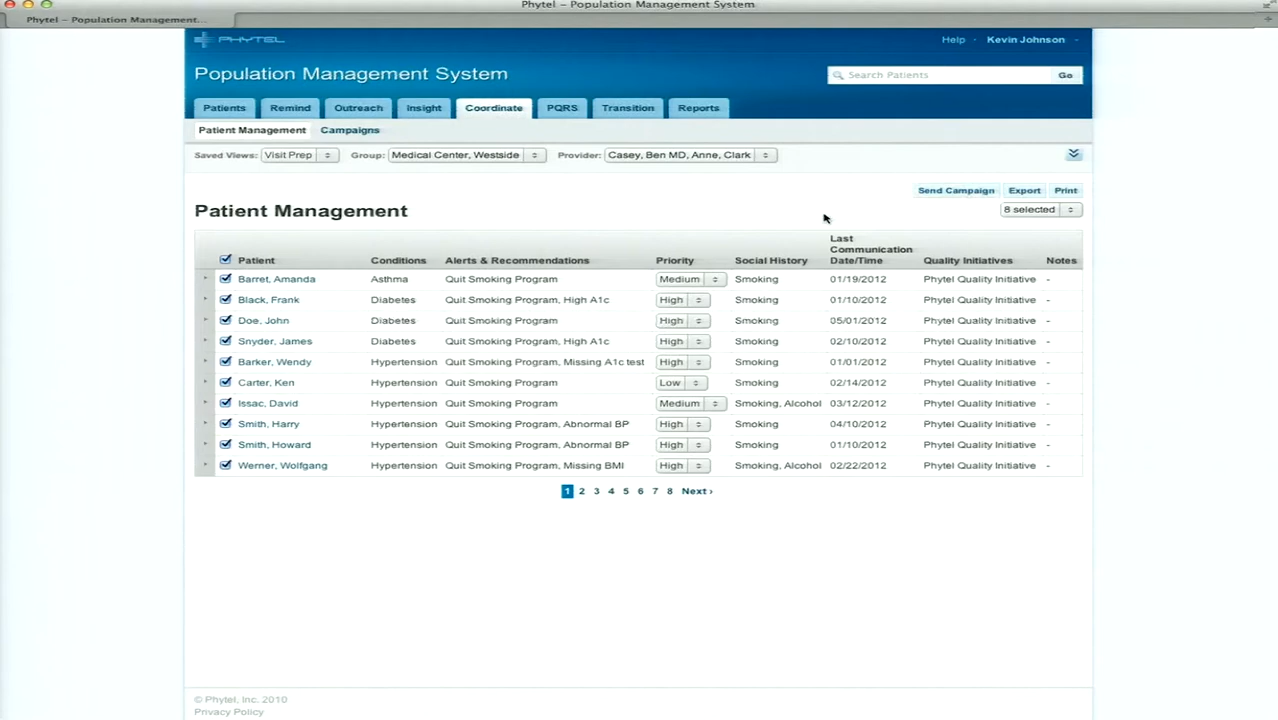 Phytel – Population Management System
Phytel – Population Management...
PHYTEL
Help
Kevin Johnson
Population Management System
Search Patients
Go
Patients Remind Outreach Insight Coordinate PQRS Transition Reports
Patient Management Campaigns
Saved Views: Visit Prep Group: Medical Center, Westside Provider: Casey, Ben MD, Anne, Clark
Send Campaign Export Print
Patient Management
8 selected
Patient Conditions Alerts & Recommendations Priority Social History Last Communication Date/Time Quality Initiatives Notes
Barret, Amanda Asthma Quit Smoking Program Medium Smoking 01/19/2012 Phytel Quality Initiative -
Black, Frank Diabetes Quit Smoking Program, High A1c High Smoking 01/10/2012 Phytel Quality Initiative -
Doe, John Diabetes Quit Smoking Program High Smoking 05/01/2012 Phytel Quality Initiative -
Snyder, James Diabetes Quit Smoking Program, High A1c High Smoking 02/10/2012 Phytel Quality Initiative -
Barker, Wendy Hypertension Quit Smoking Program, Missing A1c test High Smoking 01/01/2012 Phytel Quality Initiative -
Carter, Ken Hypertension Quit Smoking Program Low Smoking 02/14/2012 Phytel Quality Initiative -
Issac, David Hypertension Quit Smoking Program Medium Smoking, Alcohol 03/12/2012 Phytel Quality Initiative -
Smith, Harry Hypertension Quit Smoking Program, Abnormal BP High Smoking 04/10/2012 Phytel Quality Initiative -
Smith, Howard Hypertension Quit Smoking Program, Abnormal BP High Smoking 01/10/2012 Phytel Quality Initiative -
Werner, Wolfgang Hypertension Quit Smoking Program, Missing BMI High Smoking, Alcohol 02/22/2012 Phytel Quality Initiative -
1 2 3 4 5 6 7 8 Next ›
© Phytel, Inc. 2010
Privacy Policy